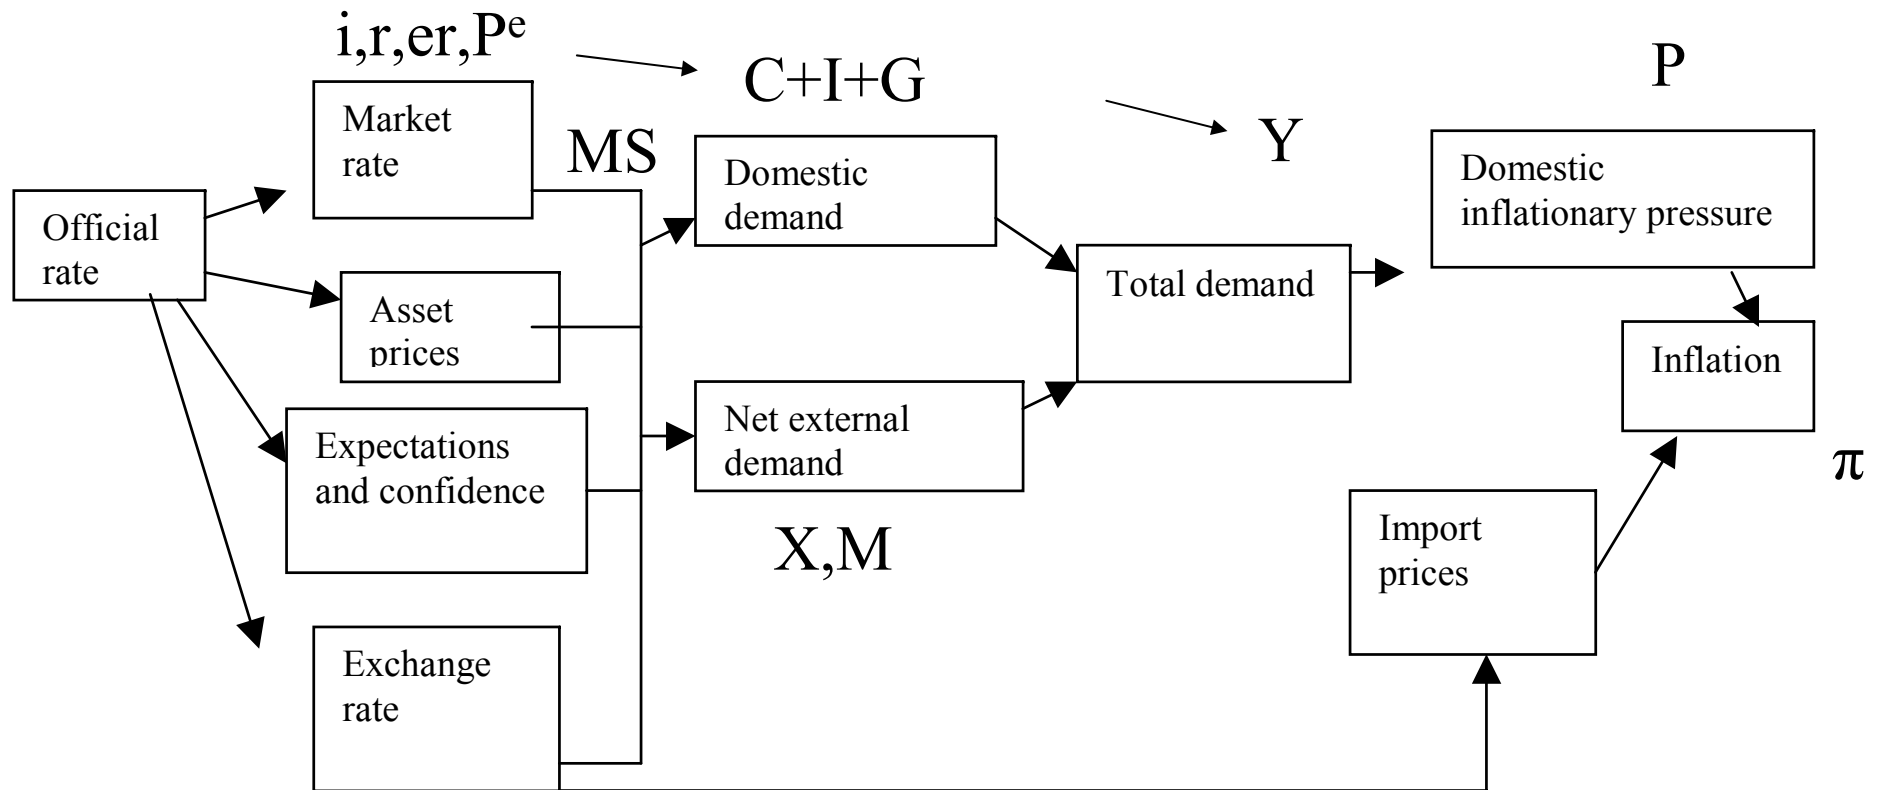 i,r,er,Pᵉ
C+I+G
P
Market
rate
MS
Y
Domestic
demand
Domestic
inflationary pressure
Official
rate
Asset
prices
Total demand
Inflation
Net external
demand
Expectations
and confidence
π
X,M
Import
prices
Exchange
rate